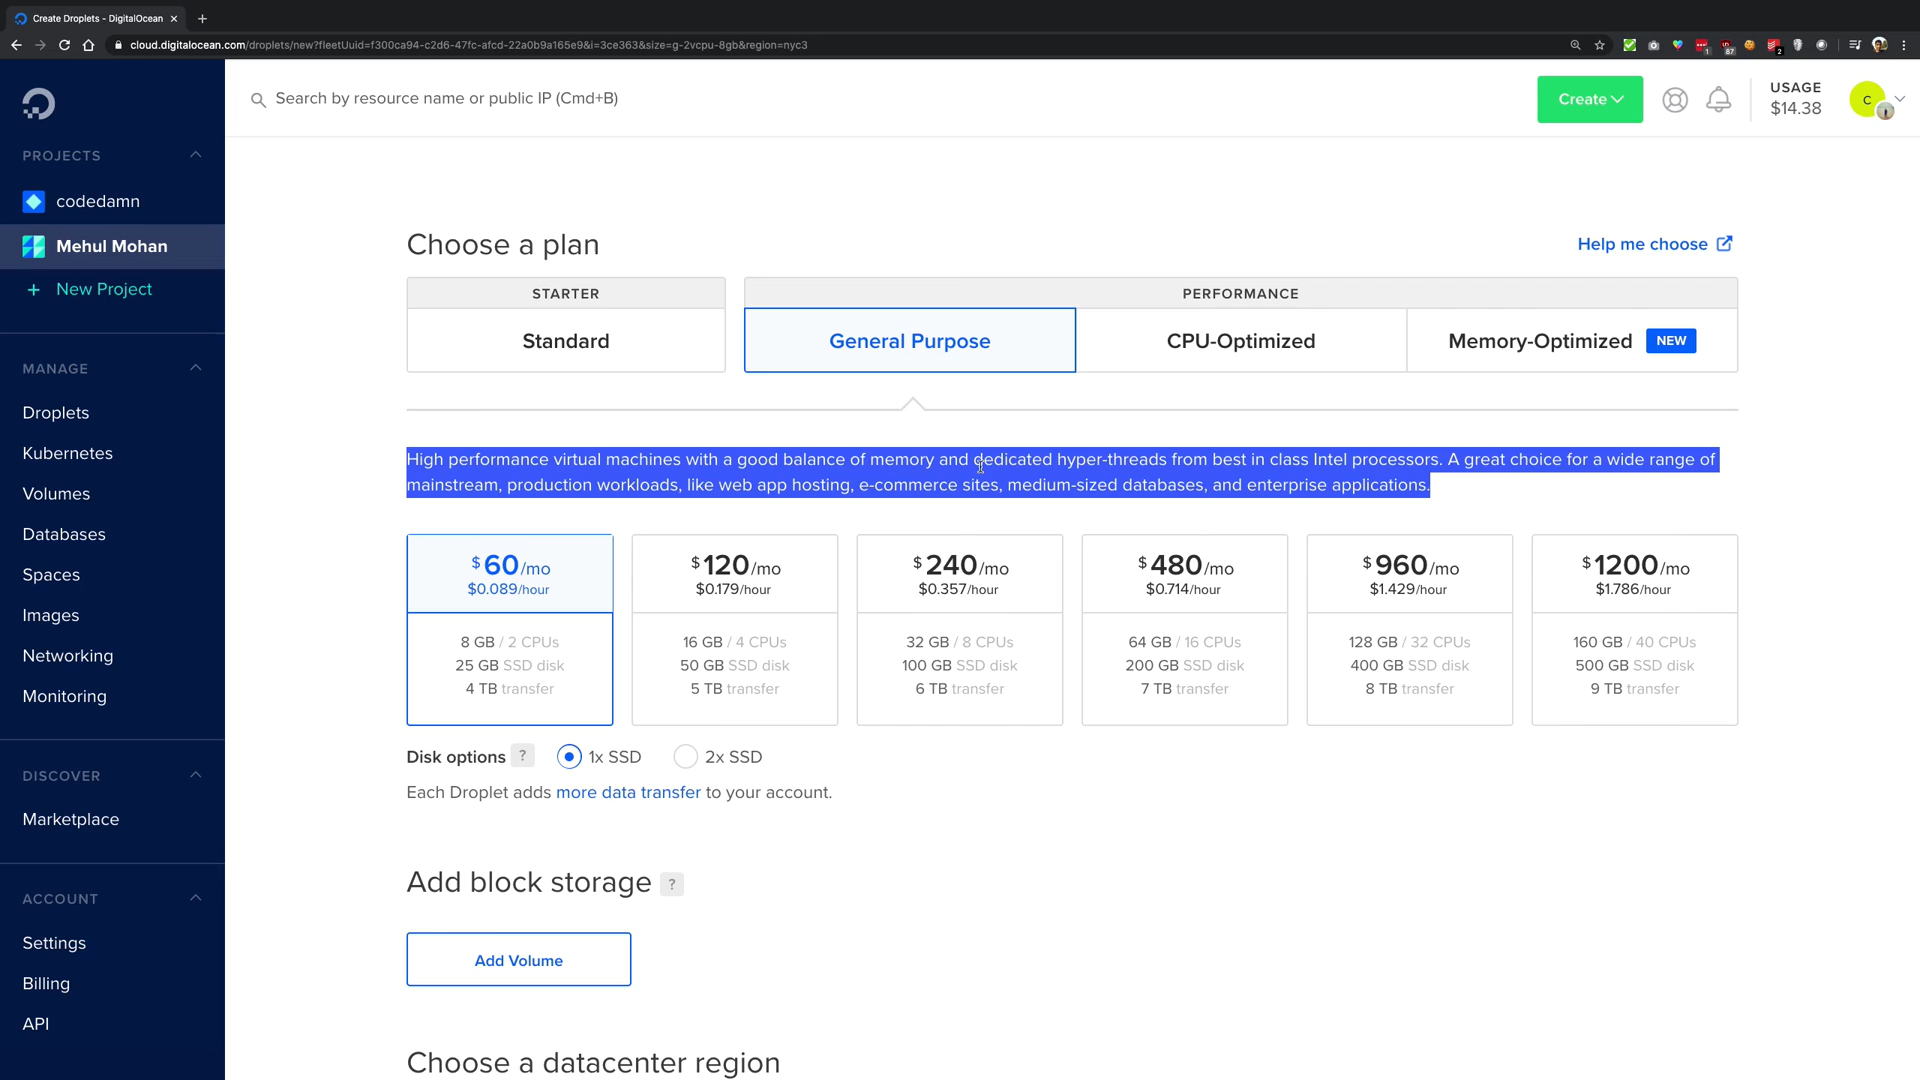 Create Droplets - DigitalOcean
cloud.digitalocean.com/droplets/new?fleetUuid=f300ca94-c2d6-47fc-afcd-22a0b9a165e9&i=3ce363&size=g-2vcpu-8gb&region=nyc3
Search by resource name or public IP (Cmd+B)
Create
USAGE
$14.38
C
PROJECTS
codedamn
Mehul Mohan
+ New Project
MANAGE
Droplets
Kubernetes
Volumes
Databases
Spaces
Images
Networking
Monitoring
DISCOVER
Marketplace
ACCOUNT
Settings
Billing
API
Choose a plan
Help me choose
STARTER
PERFORMANCE
Standard
General Purpose
CPU-Optimized
Memory-Optimized NEW
High performance virtual machines with a good balance of memory and dedicated hyper-threads from best in class Intel processors. A great choice for a wide range of
mainstream, production workloads, like web app hosting, e-commerce sites, medium-sized databases, and enterprise applications.
$60/mo
$0.089/hour
8 GB / 2 CPUs
25 GB SSD disk
4 TB transfer
$120/mo
$0.179/hour
16 GB / 4 CPUs
50 GB SSD disk
5 TB transfer
$240/mo
$0.357/hour
32 GB / 8 CPUs
100 GB SSD disk
6 TB transfer
$480/mo
$0.714/hour
64 GB / 16 CPUs
200 GB SSD disk
7 TB transfer
$960/mo
$1.429/hour
128 GB / 32 CPUs
400 GB SSD disk
8 TB transfer
$1200/mo
$1.786/hour
160 GB / 40 CPUs
500 GB SSD disk
9 TB transfer
Disk options ? 1x SSD 2x SSD
Each Droplet adds more data transfer to your account.
Add block storage ?
Add Volume
Choose a datacenter region